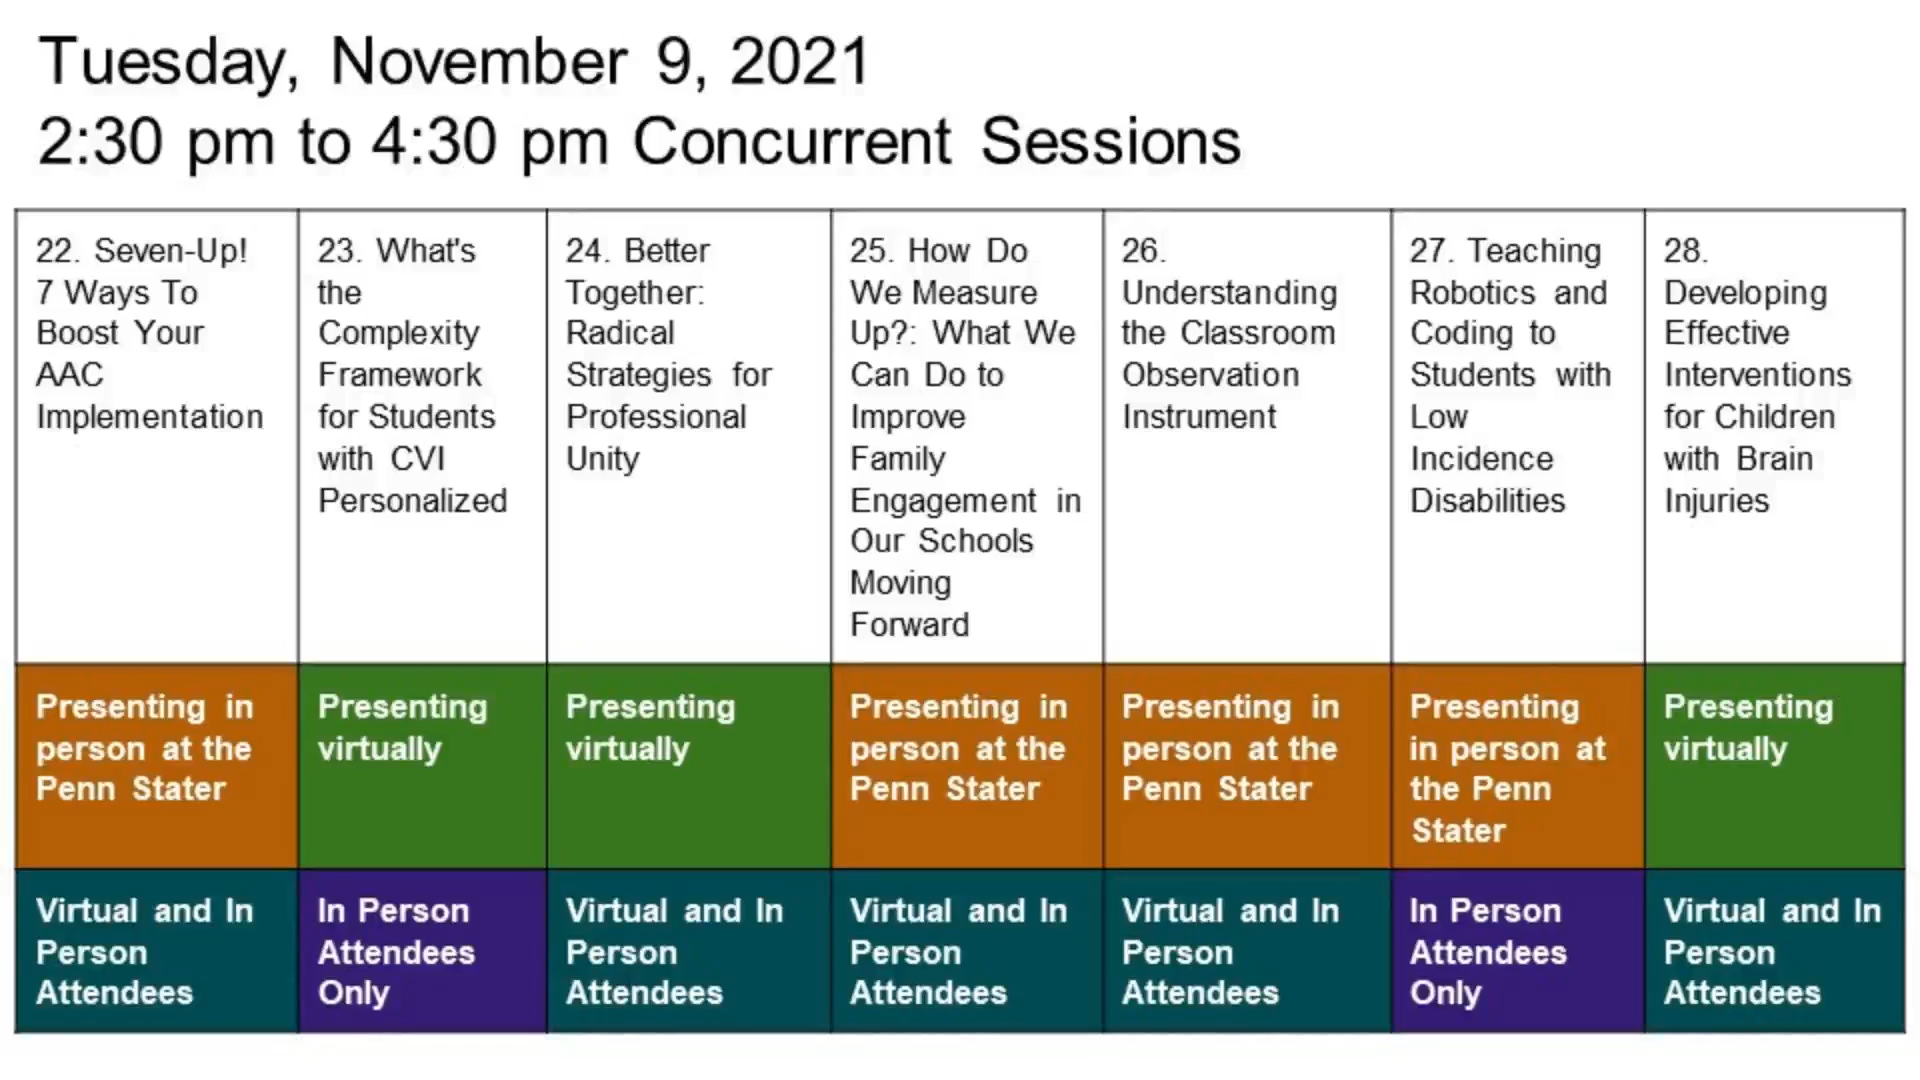 Tuesday, November 9, 2021
2:30 pm to 4:30 pm Concurrent Sessions
22. Seven-Up!
7 Ways To
Boost Your
AAC
Implementation
23. What's
the
Complexity
Framework
for Students
with CVI
Personalized
24. Better
Together:
Radical
Strategies for
Professional
Unity
25. How Do
We Measure
Up?: What We
Can Do to
Improve
Family
Engagement in
Our Schools
Moving
Forward
26.
Understanding
the Classroom
Observation
Instrument
27. Teaching
Robotics and
Coding to
Students with
Low
Incidence
Disabilities
28.
Developing
Effective
Interventions
for Children
with Brain
Injuries
Presenting in
person at the
Penn Stater
Presenting
virtually
Presenting
virtually
Presenting in
person at the
Penn Stater
Presenting in
person at the
Penn Stater
Presenting
in person at
the Penn
Stater
Presenting
virtually
Virtual and In
Person
Attendees
In Person
Attendees
Only
Virtual and In
Person
Attendees
Virtual and In
Person
Attendees
Virtual and In
Person
Attendees
In Person
Attendees
Only
Virtual and In
Person
Attendees